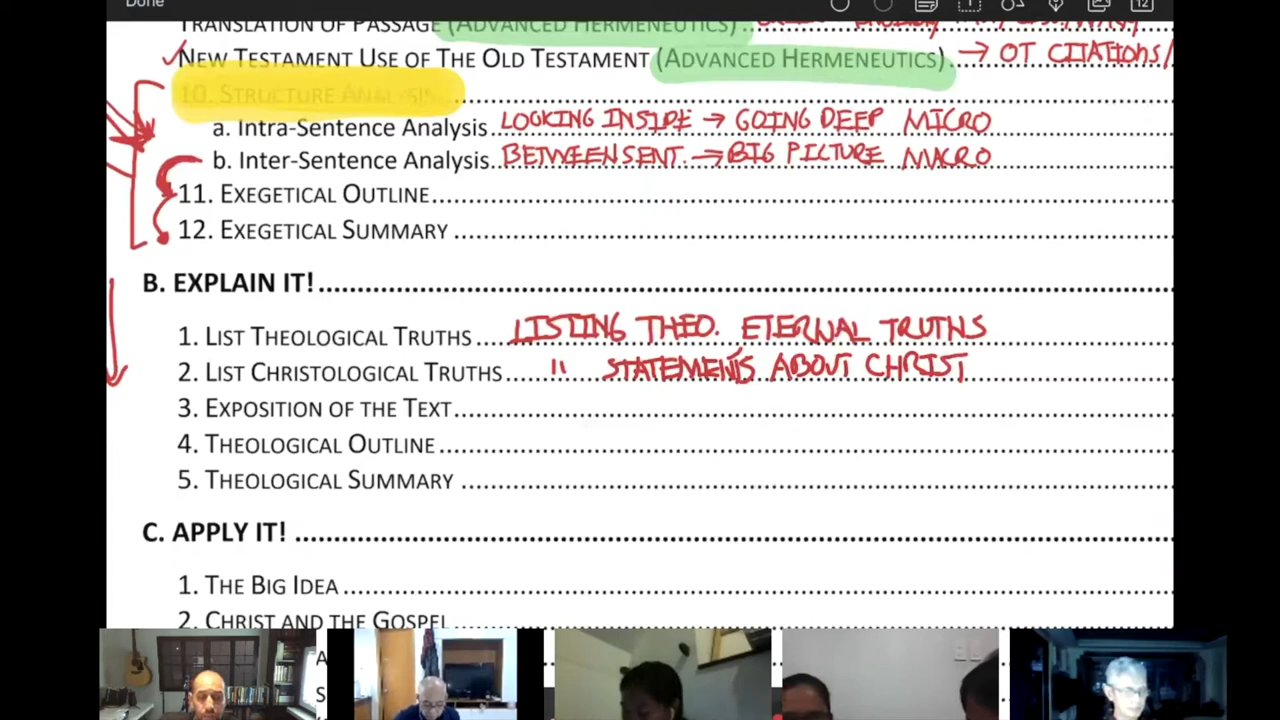 Done
12
TRANSLATION OF PASSAGE (ADVANCED HERMENEUTICS)
NEW TESTAMENT USE OF THE OLD TESTAMENT (ADVANCED HERMENEUTICS) → OT CITATIONS/
10. STRUCTURE ANALYSIS
a. Intra-Sentence Analysis LOOKING INSIDE → GOING DEEP MICRO
b. Inter-Sentence Analysis BETWEEN SENT. → BIG PICTURE MACRO
11. EXEGETICAL OUTLINE
12. EXEGETICAL SUMMARY
B. EXPLAIN IT!
1. LIST THEOLOGICAL TRUTHS LISTING THEO. ETERNAL TRUTHS
2. LIST CHRISTOLOGICAL TRUTHS " STATEMENTS ABOUT CHRIST
3. EXPOSITION OF THE TEXT
4. THEOLOGICAL OUTLINE
5. THEOLOGICAL SUMMARY
C. APPLY IT!
1. THE BIG IDEA
2. CHRIST AND THE GOSPEL